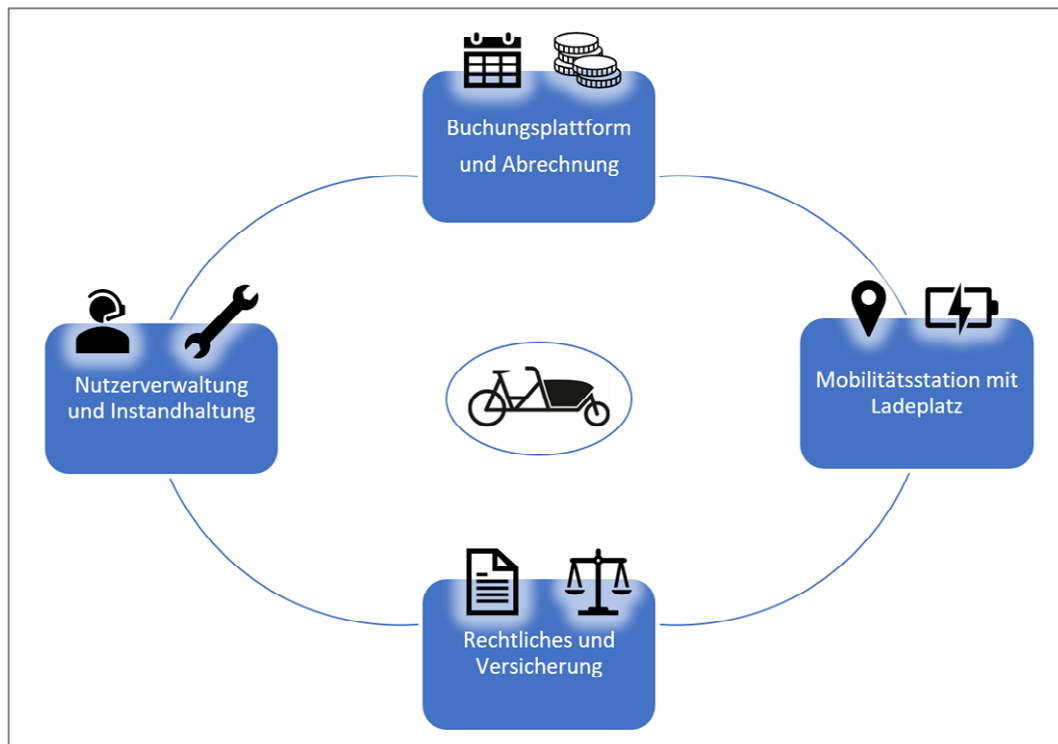 Buchungsplattform
und Abrechnung
Nutzerverwaltung
und Instandhaltung
Mobilitätsstation mit
Ladeplatz
Rechtliches und
Versicherung